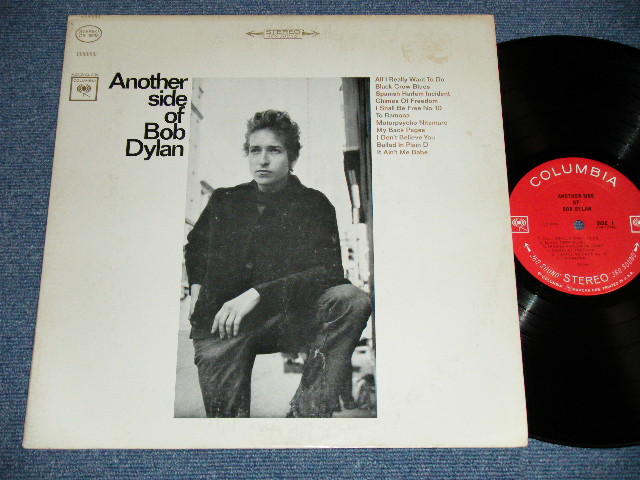 STEREO
STEREO
COLUMBIA
Another
side
of
Bob
Dylan
All I Really Want To Do
Black Crow Blues
Spanish Harlem Incident
Chimes Of Freedom
I Shall Be Free No. 10
To Ramona
Motorpsycho Nitemare
My Back Pages
I Don't Believe You
Ballad In Plain D
It Ain't Me Babe
COLUMBIA
ANOTHER SIDE
OF
BOB DYLAN
SIDE 1
"360 SOUND" STEREO "360 SOUND"